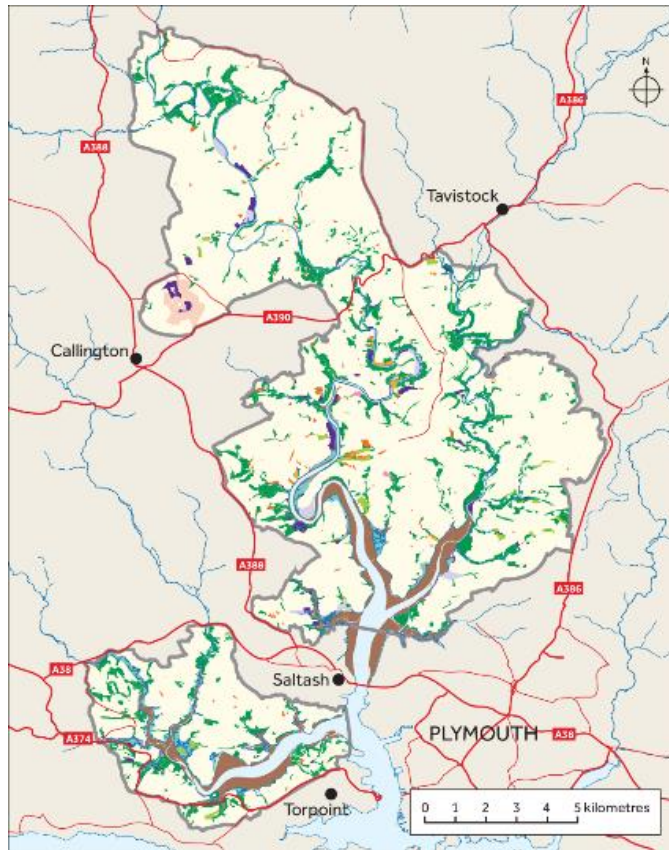 N
A386
A388
Tavistock
A390
Callington
A388
A386
A38
Saltash
A374
PLYMOUTH
A38
Torpoint
0 1 2 3 4 5 kilometres